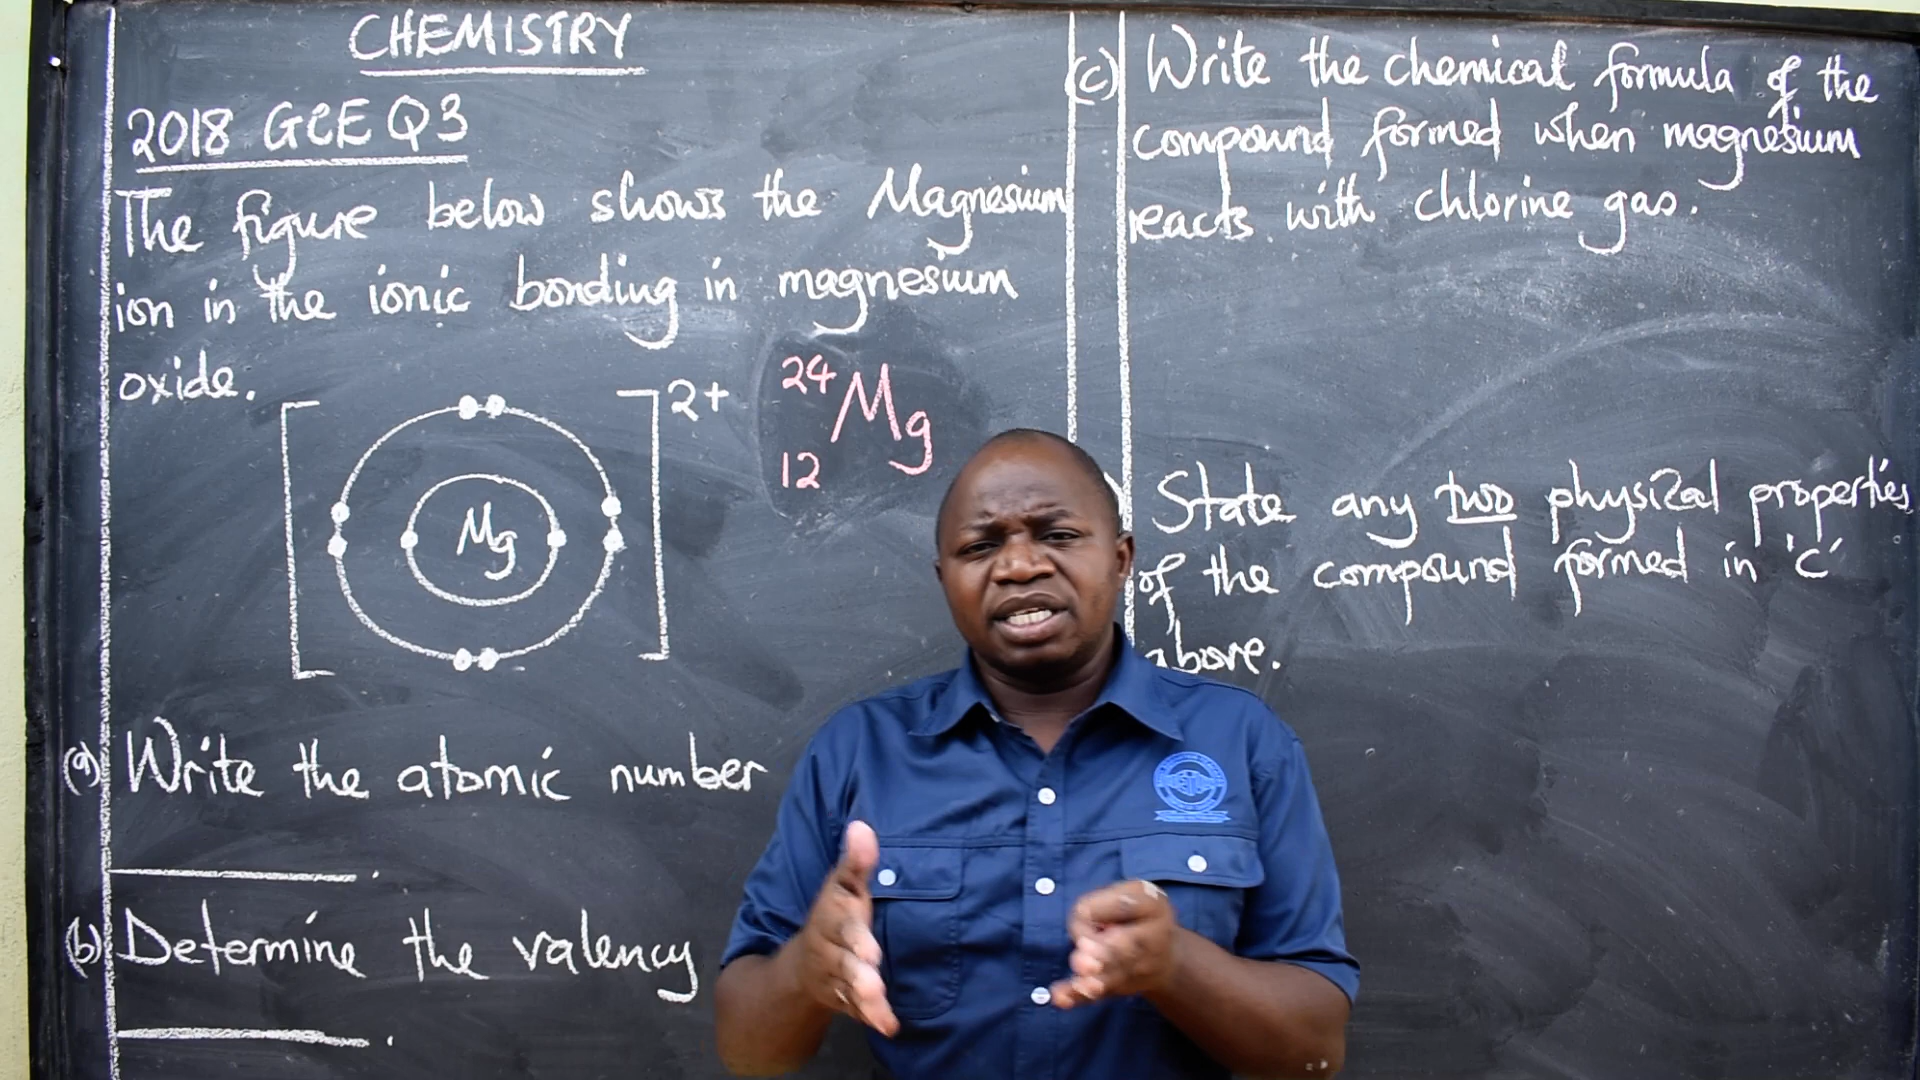 CHEMISTRY
2018 GCE Q3
The figure below shows the Magnesium
ion in the ionic bonding in magnesium
oxide.
2+
Mg
24
Mg
12
(a) Write the atomic number
(b) Determine the valency
(c) Write the chemical formula of the
compound formed when magnesium
reacts with chlorine gas.
) State any two physical properties
of the compound formed in 'c'
above.